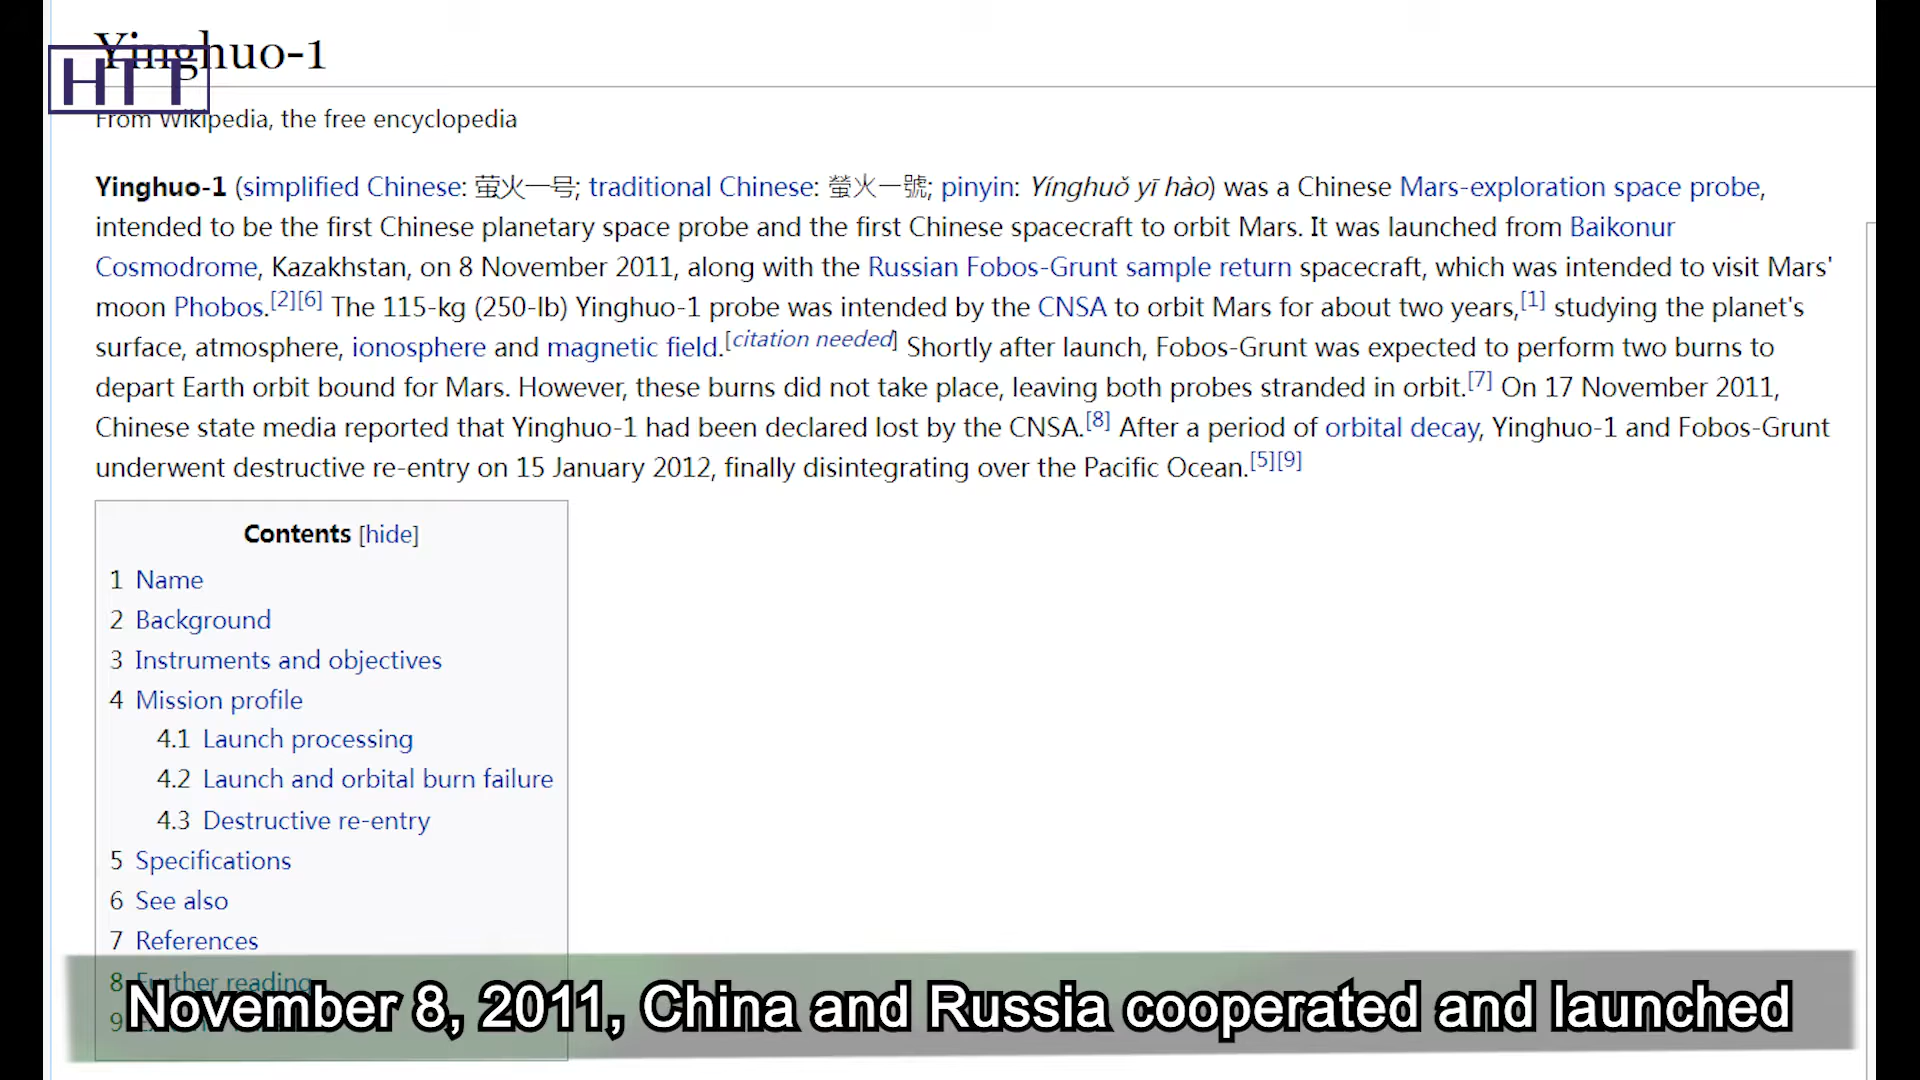 Yinghuo-1
HTT
From Wikipedia, the free encyclopedia
Yinghuo-1 (simplified Chinese: 萤火一号; traditional Chinese: 螢火一號; pinyin: Yínghuǒ yī hào) was a Chinese Mars-exploration space probe,
intended to be the first Chinese planetary space probe and the first Chinese spacecraft to orbit Mars. It was launched from Baikonur
Cosmodrome, Kazakhstan, on 8 November 2011, along with the Russian Fobos-Grunt sample return spacecraft, which was intended to visit Mars'
moon Phobos.[2][6] The 115-kg (250-lb) Yinghuo-1 probe was intended by the CNSA to orbit Mars for about two years,[1] studying the planet's
surface, atmosphere, ionosphere and magnetic field.[citation needed] Shortly after launch, Fobos-Grunt was expected to perform two burns to
depart Earth orbit bound for Mars. However, these burns did not take place, leaving both probes stranded in orbit.[7] On 17 November 2011,
Chinese state media reported that Yinghuo-1 had been declared lost by the CNSA.[8] After a period of orbital decay, Yinghuo-1 and Fobos-Grunt
underwent destructive re-entry on 15 January 2012, finally disintegrating over the Pacific Ocean.[5][9]
Contents [hide]
1 Name
2 Background
3 Instruments and objectives
4 Mission profile
4.1 Launch processing
4.2 Launch and orbital burn failure
4.3 Destructive re-entry
5 Specifications
6 See also
7 References
8 Further reading
9
November 8, 2011, China and Russia cooperated and launched